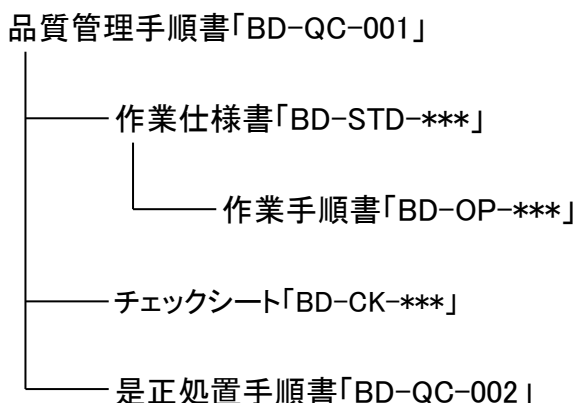 品質管理手順書「BD-QC-001」
作業仕様書「BD-STD-***」
作業手順書「BD-OP-***」
チェックシート「BD-CK-***」
是正処置手順書「BD-QC-002」